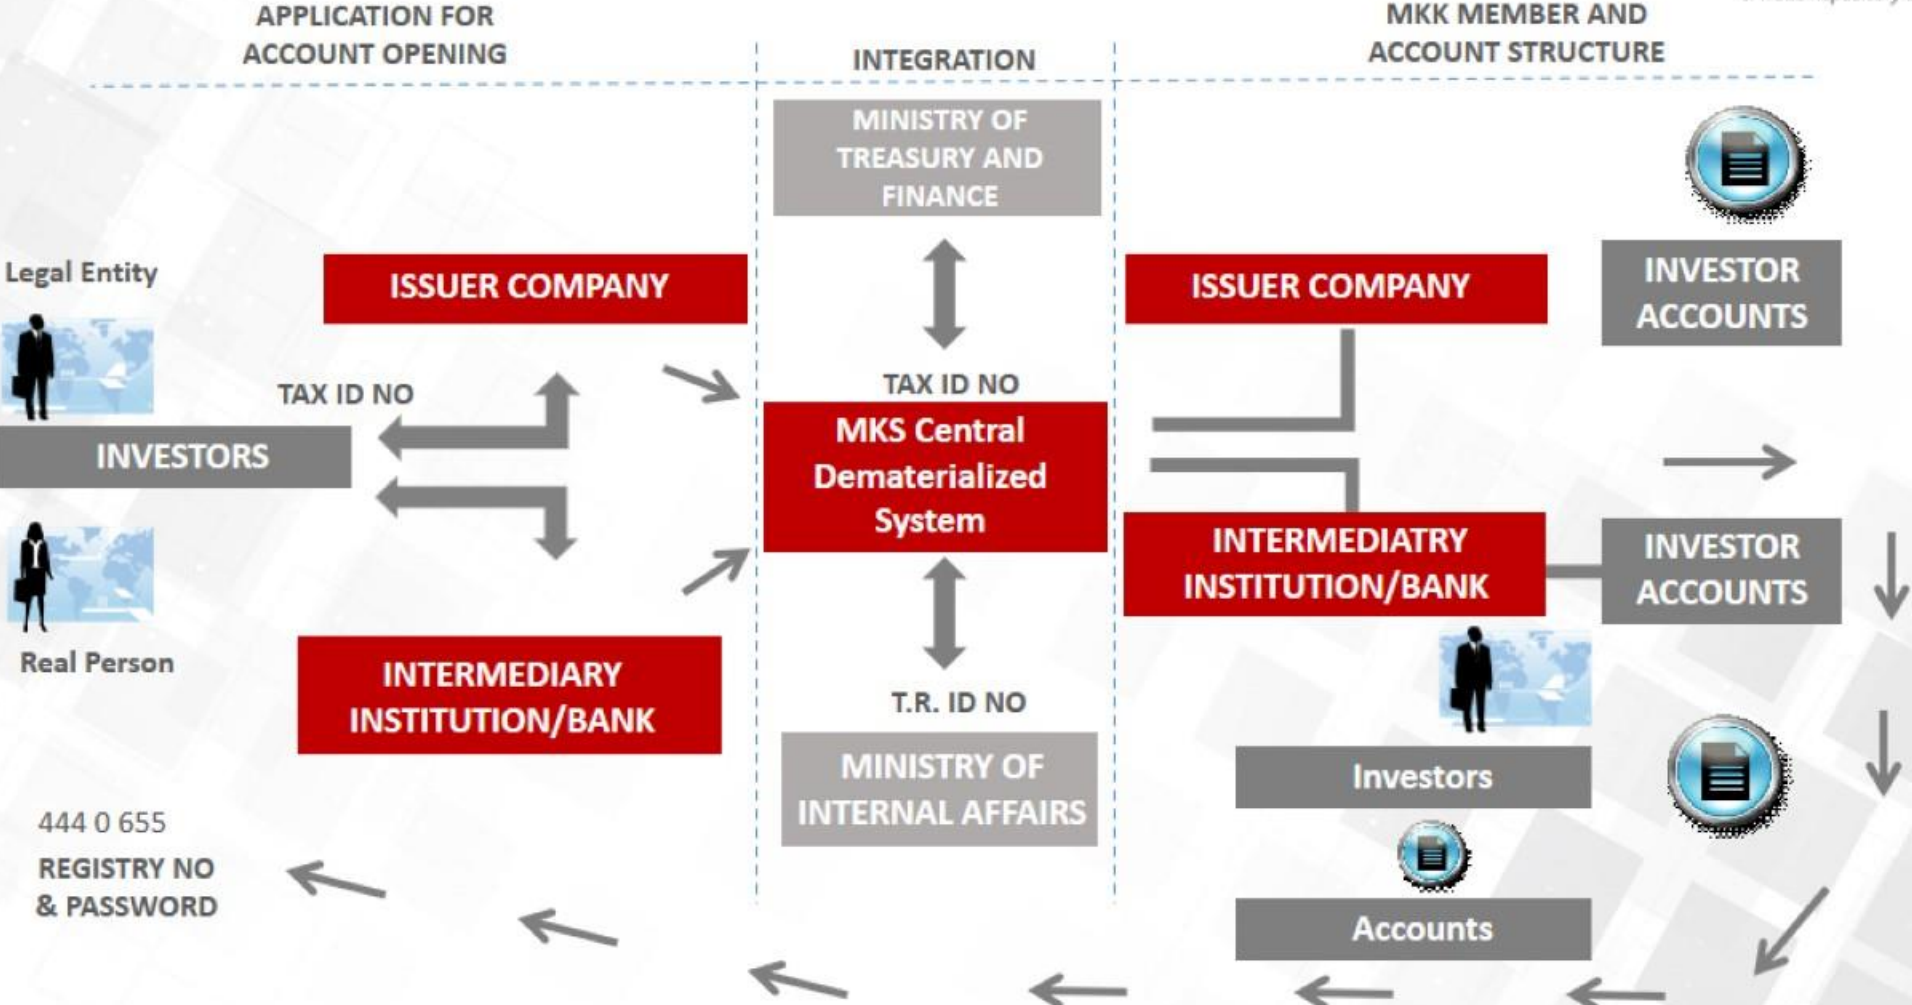 APPLICATION FOR
ACCOUNT OPENING
INTEGRATION
MKK MEMBER AND
ACCOUNT STRUCTURE
MINISTRY OF
TREASURY AND
FINANCE
Legal Entity
ISSUER COMPANY
ISSUER COMPANY
INVESTOR
ACCOUNTS
TAX ID NO
TAX ID NO
INVESTORS
MKS Central
Dematerialized
System
INTERMEDIATRY
INSTITUTION/BANK
INVESTOR
ACCOUNTS
Real Person
INTERMEDIARY
INSTITUTION/BANK
T.R. ID NO
MINISTRY OF
INTERNAL AFFAIRS
Investors
444 0 655
REGISTRY NO
& PASSWORD
Accounts